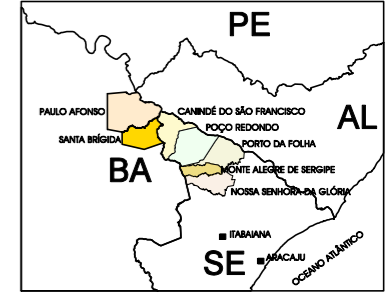 PE
PAULO AFONSO
CANINDÉ DO SÃO FRANCISCO
AL
POÇO REDONDO
SANTA BRÍGIDA
PORTO DA FOLHA
BA
MONTE ALEGRE DE SERGIPE
NOSSA SENHORA DA GLÓRIA
ITABAIANA
SE
ARACAJU
OCEANO ATLÂNTICO